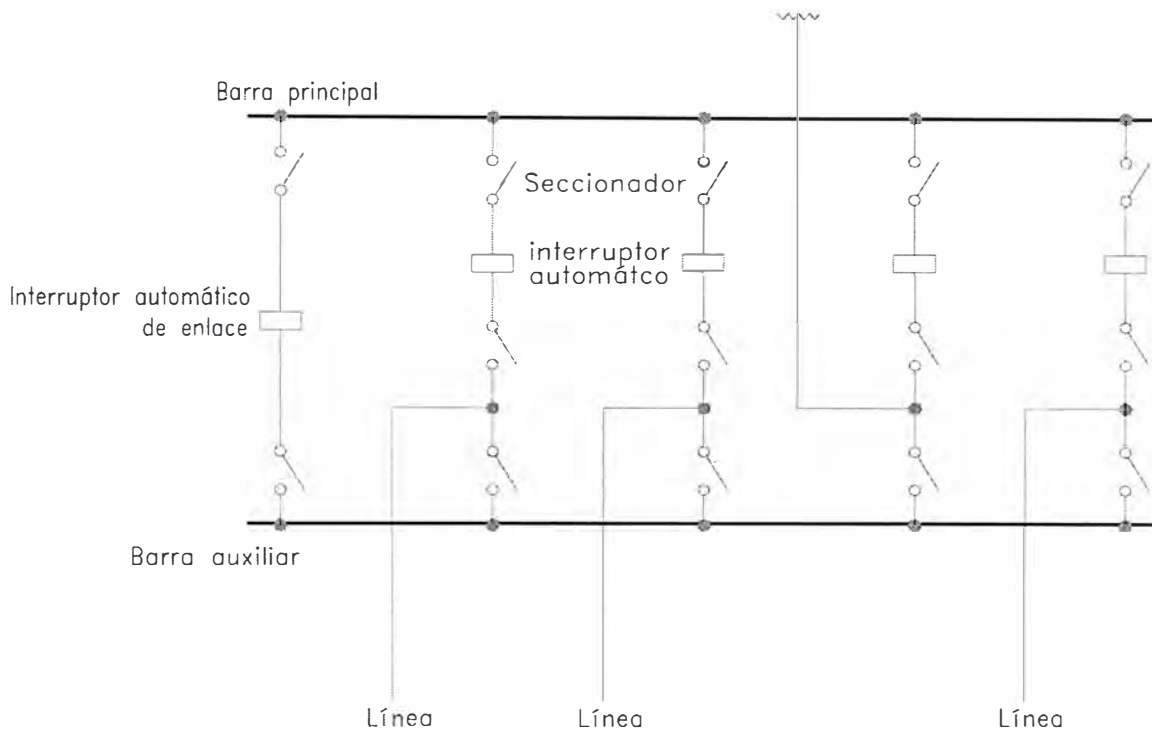 Barra principal
Seccionador
interruptor
automátco
Interruptor automático
de enlace
Barra auxiliar
Línea
Línea
Línea